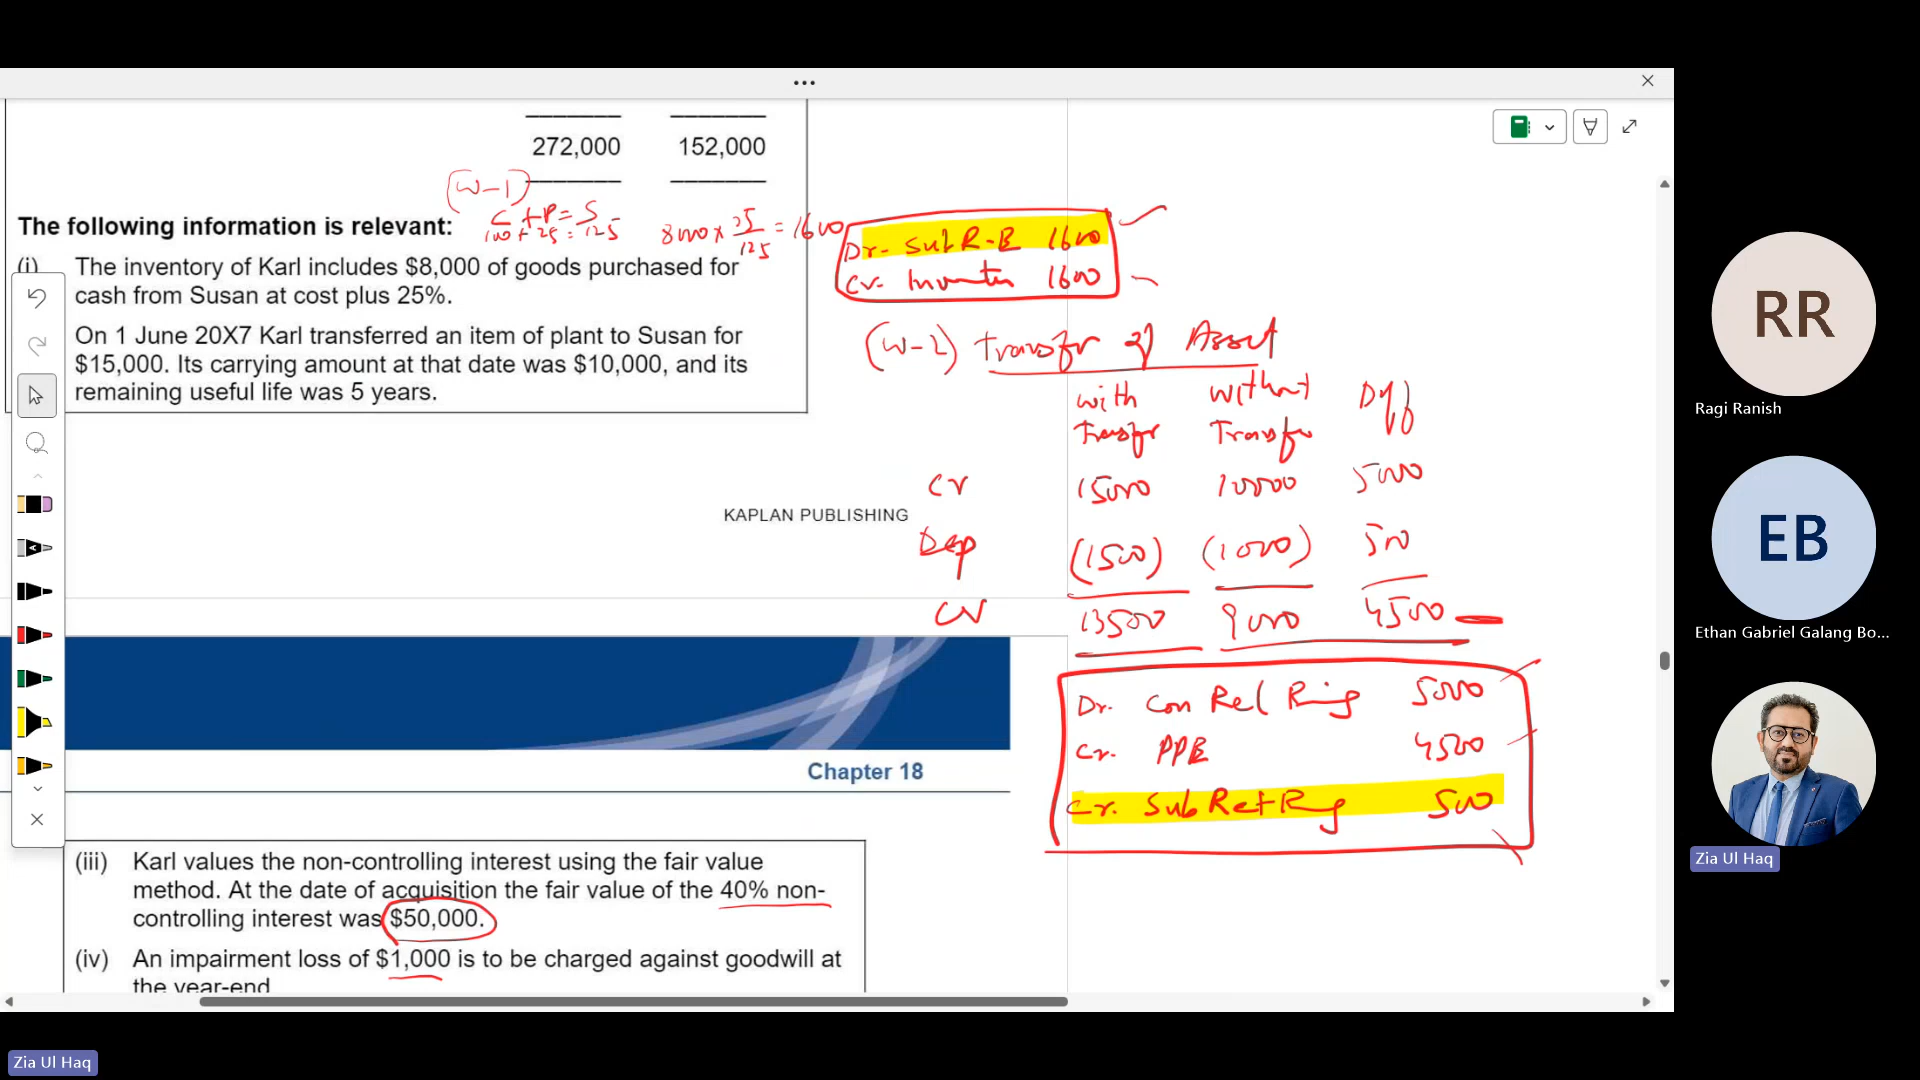 272,000 152,000
(W-1)
The following information is relevant:
C + P = S
100 + 25 = 125
8000 × 25/125 = 1600
(i) The inventory of Karl includes $8,000 of goods purchased for
cash from Susan at cost plus 25%.
On 1 June 20X7 Karl transferred an item of plant to Susan for
$15,000. Its carrying amount at that date was $10,000, and its
remaining useful life was 5 years.
KAPLAN PUBLISHING
Chapter 18
(iii) Karl values the non-controlling interest using the fair value
method. At the date of acquisition the fair value of the 40% non-
controlling interest was $50,000.
(iv) An impairment loss of $1,000 is to be charged against goodwill at
the year-end
Dr. Sub R-E 1600
Cr. 1600
(W-2) Transfer of Asset
with Transfer
without Transfer
Diff
CV 15000 10000 5000
Dep (1500) (1000) 500
CV 13500 9000 4500
Dr. Con Ret 5000
Cr. PPE 4500
Cr. Sub Ret 500
RR
Ragi Ranish
EB
Ethan Gabriel Galang Bo...
Zia Ul Haq
Zia Ul Haq